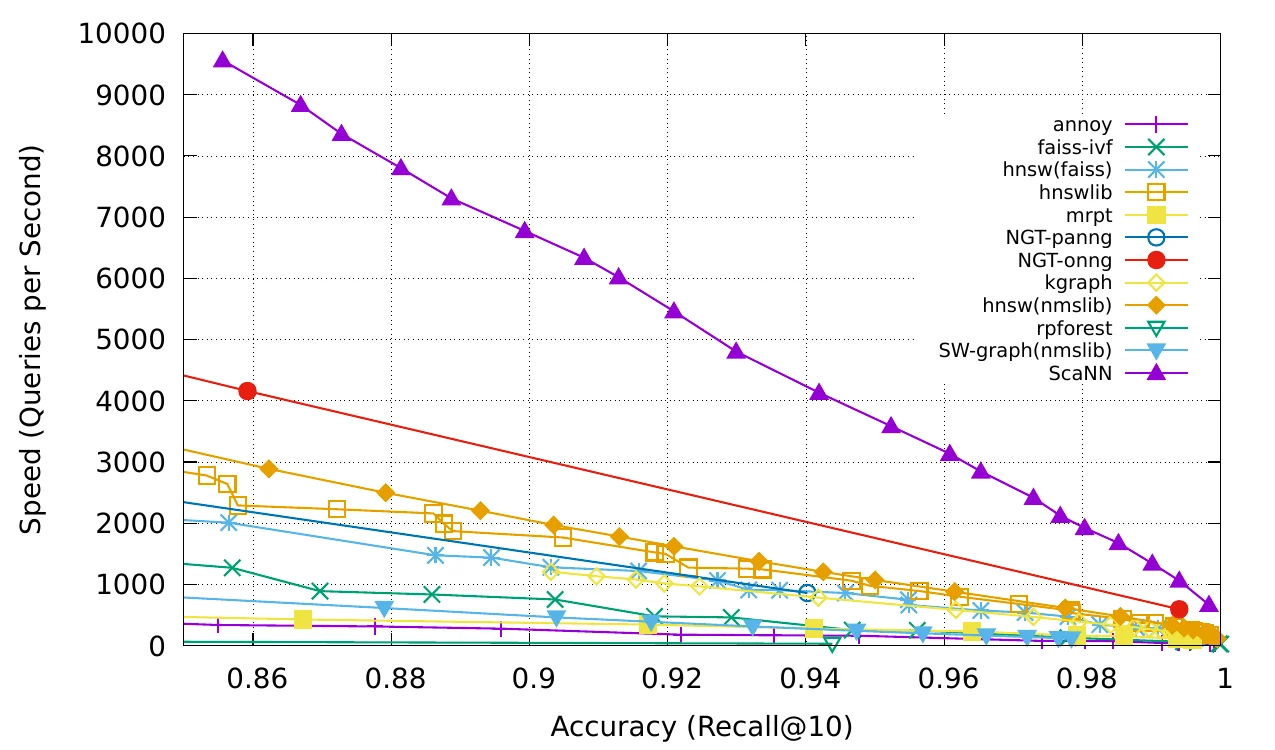 10000
9000
8000
7000
6000
5000
4000
3000
2000
1000
0
Speed (Queries per Second)
annoy
faiss-ivf
hnsw(faiss)
hnswlib
mrpt
NGT-panng
NGT-onng
kgraph
hnsw(nmslib)
rpforest
SW-graph(nmslib)
ScaNN
0.86 0.88 0.9 0.92 0.94 0.96 0.98 1
Accuracy (Recall@10)